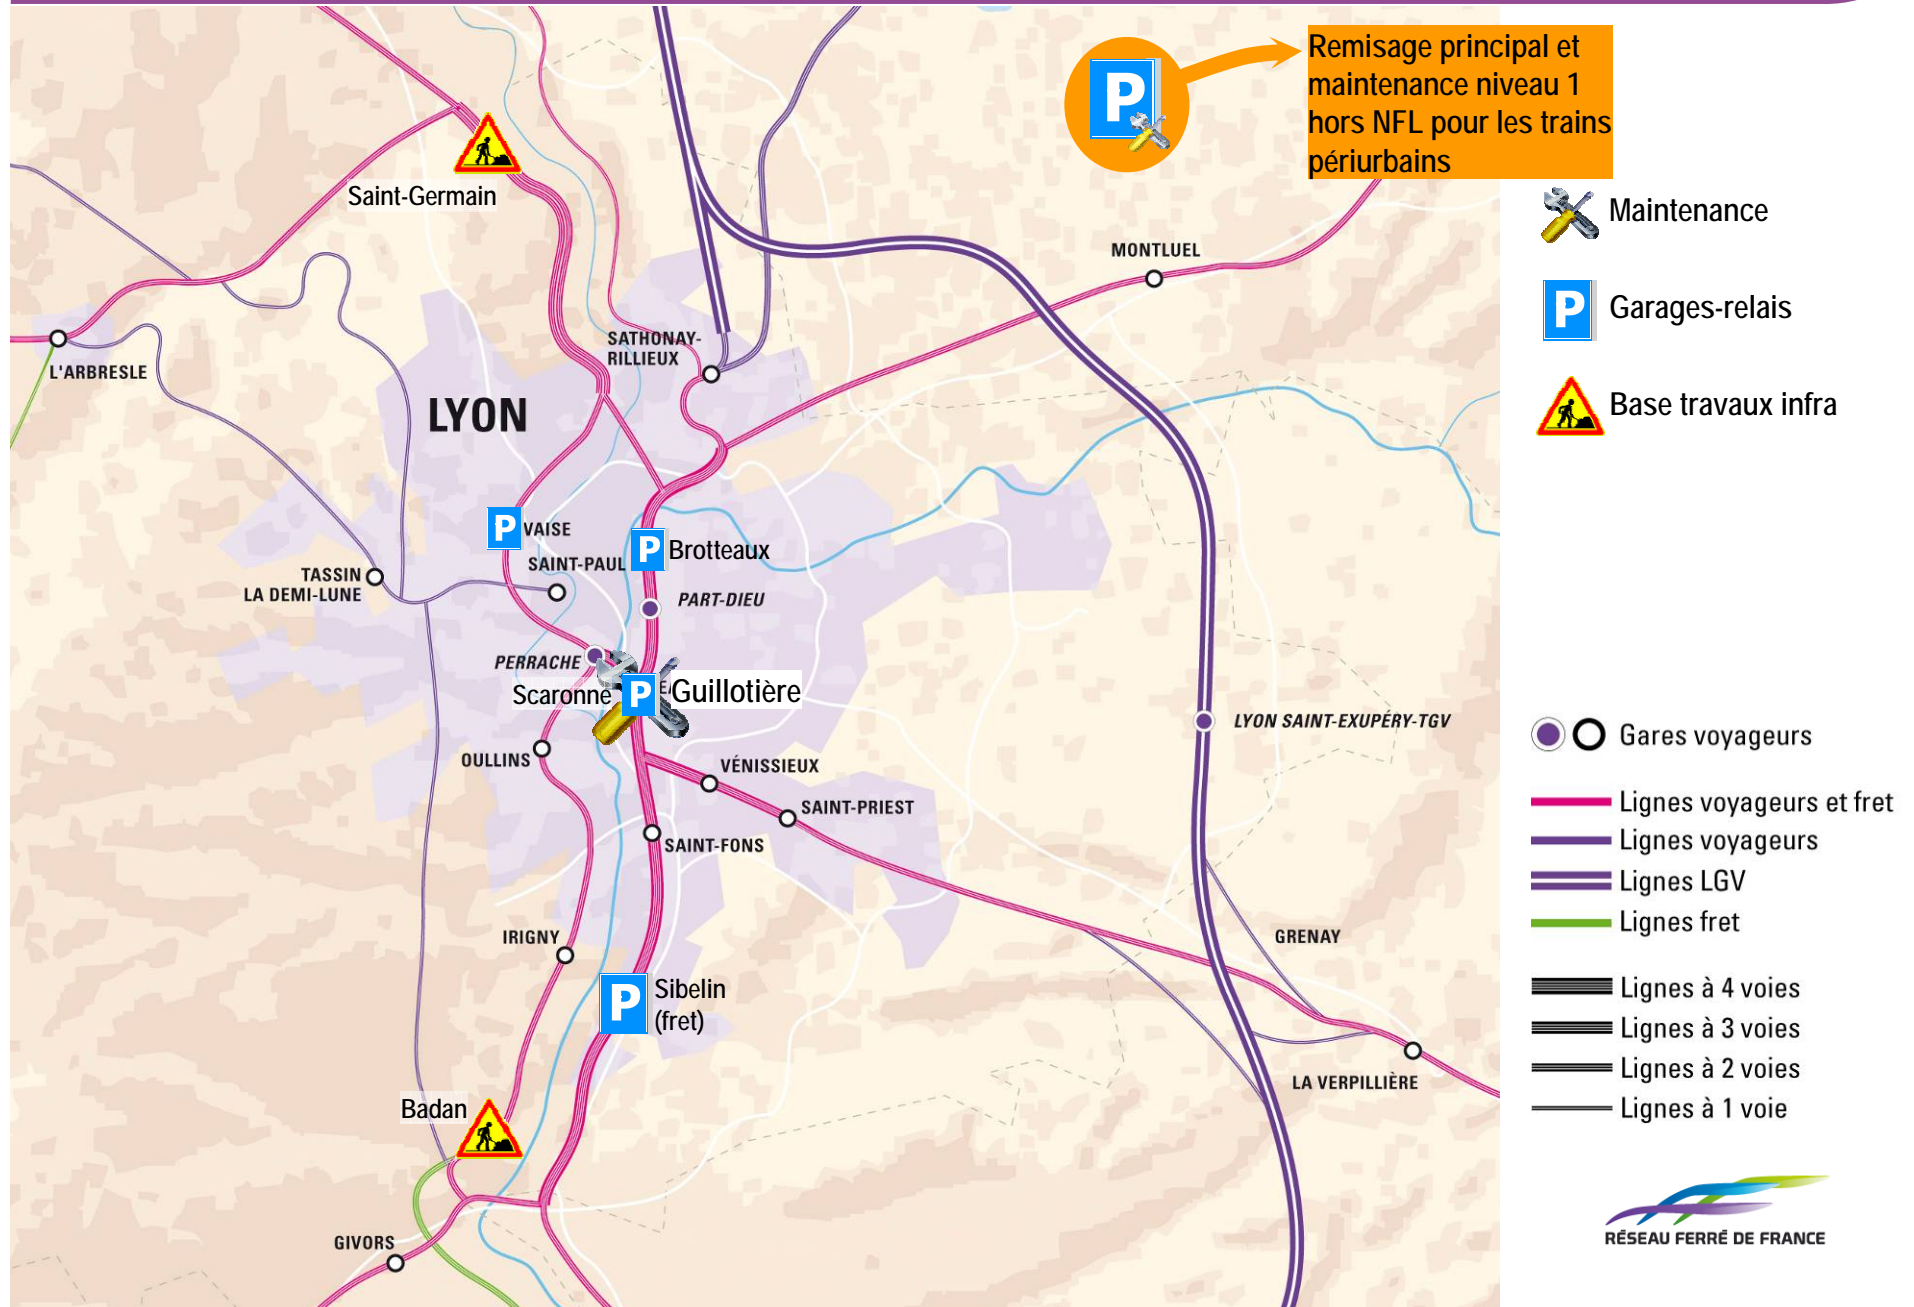 P
Remisage principal et
maintenance niveau 1
hors NFL pour les trains
périurbains
Saint-Germain
Maintenance
MONTLUEL
P
Garages-relais
SATHONAY-
RILLIEUX
L'ARBRESLE
LYON
Base travaux infra
P
VAISE
P
Brotteaux
SAINT-PAUL
TASSIN
LA DEMI-LUNE
PART-DIEU
PERRACHE
Scaronne
P
Guillotière
LYON SAINT-EXUPÉRY-TGV
Gares voyageurs
OULLINS
VÉNISSIEUX
SAINT-PRIEST
Lignes voyageurs et fret
SAINT-FONS
Lignes voyageurs
Lignes LGV
Lignes fret
IRIGNY
GRENAY
P
Sibelin
(fret)
Lignes à 4 voies
Lignes à 3 voies
Lignes à 2 voies
LA VERPILLIÈRE
Lignes à 1 voie
Badan
GIVORS
RÉSEAU FERRÉ DE FRANCE